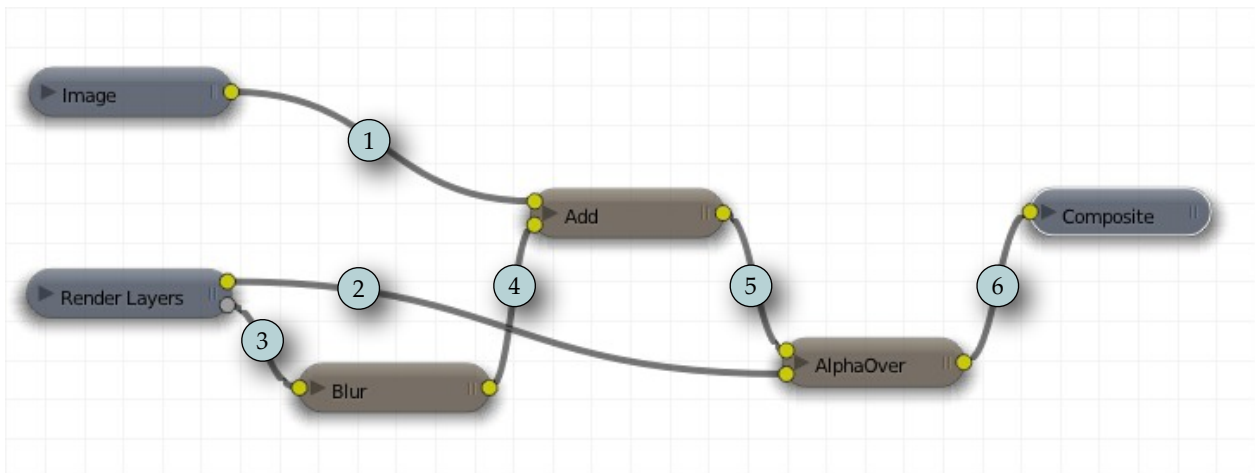 Image
1
Add
Composite
Render Layers
2
4
5
6
3
Blur
AlphaOver